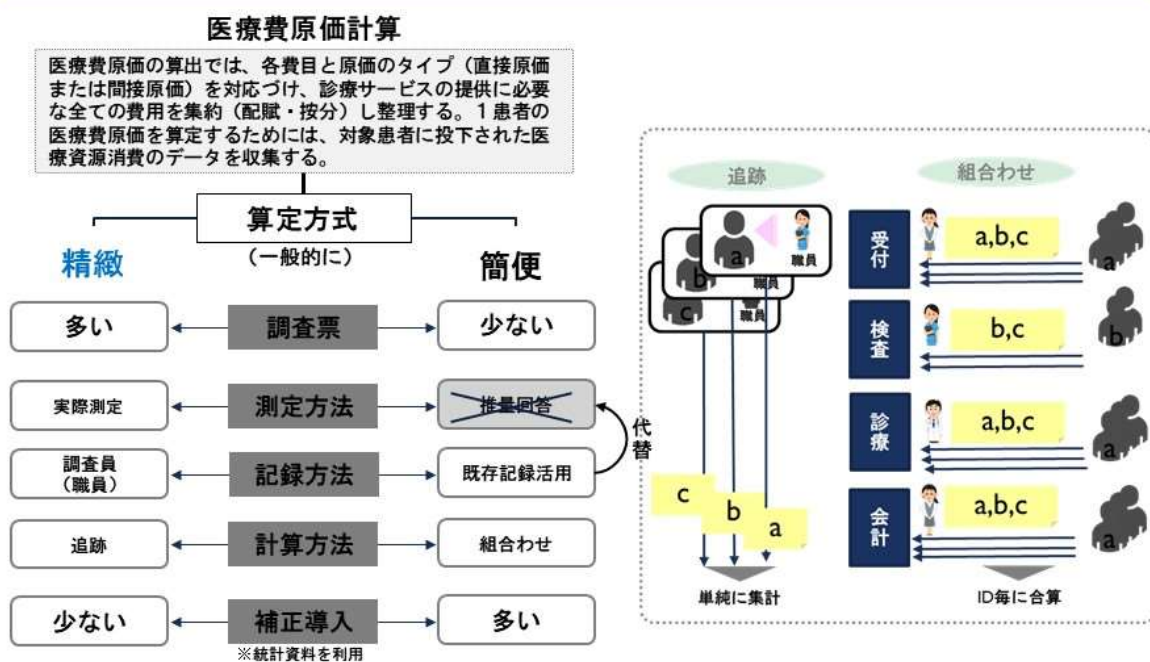 医療費原価計算
医療費原価の算出では、各費目と原価のタイプ（直接原価
または間接原価）を対応づけ、診療サービスの提供に必要
な全ての費用を集約（配賦・按分）し整理する。１患者の
医療費原価を算定するためには、対象患者に投下された医
療資源消費のデータを収集する。
算定方式
（一般的に）
精緻
簡便
多い
調査票
少ない
実際測定
測定方法
推量回答
代替
調査員
（職員）
記録方法
既存記録活用
追跡
計算方法
組合わせ
少ない
補正導入
多い
※統計資料を利用
追跡
a
職員
b
職員
c
職員
c
b
a
単純に集計
組合わせ
受付
a,b,c
a
検査
b,c
b
診療
a,b,c
a
会計
a,b,c
a
ID毎に合算